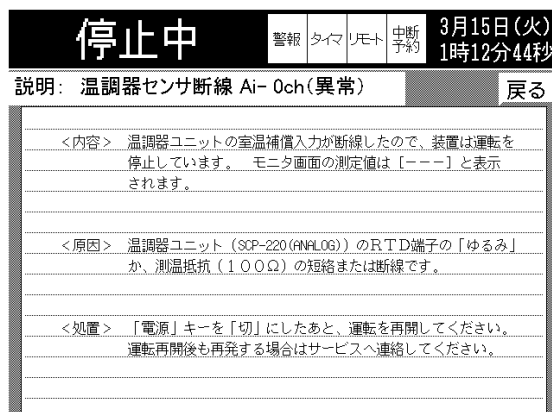 停止中
警報 タイマ リモート 中断予約
3月15日(火)
1時12分44秒
説明: 温調器センサ断線 Ai- 0ch(異常)
戻る
<内容> 温調器ユニットの室温補償入力が断線したので、装置は運転を
停止しています。 モニタ画面の測定値は [---] と表示
されます。
<原因> 温調器ユニット (SCP-220(ANALOG)) のRTD端子の「ゆるみ」
か、測温抵抗(100Ω)の短絡または断線です。
<処置> 「電源」キーを「切」にしたあと、運転を再開してください。
運転再開後も再発する場合はサービスへ連絡してください。